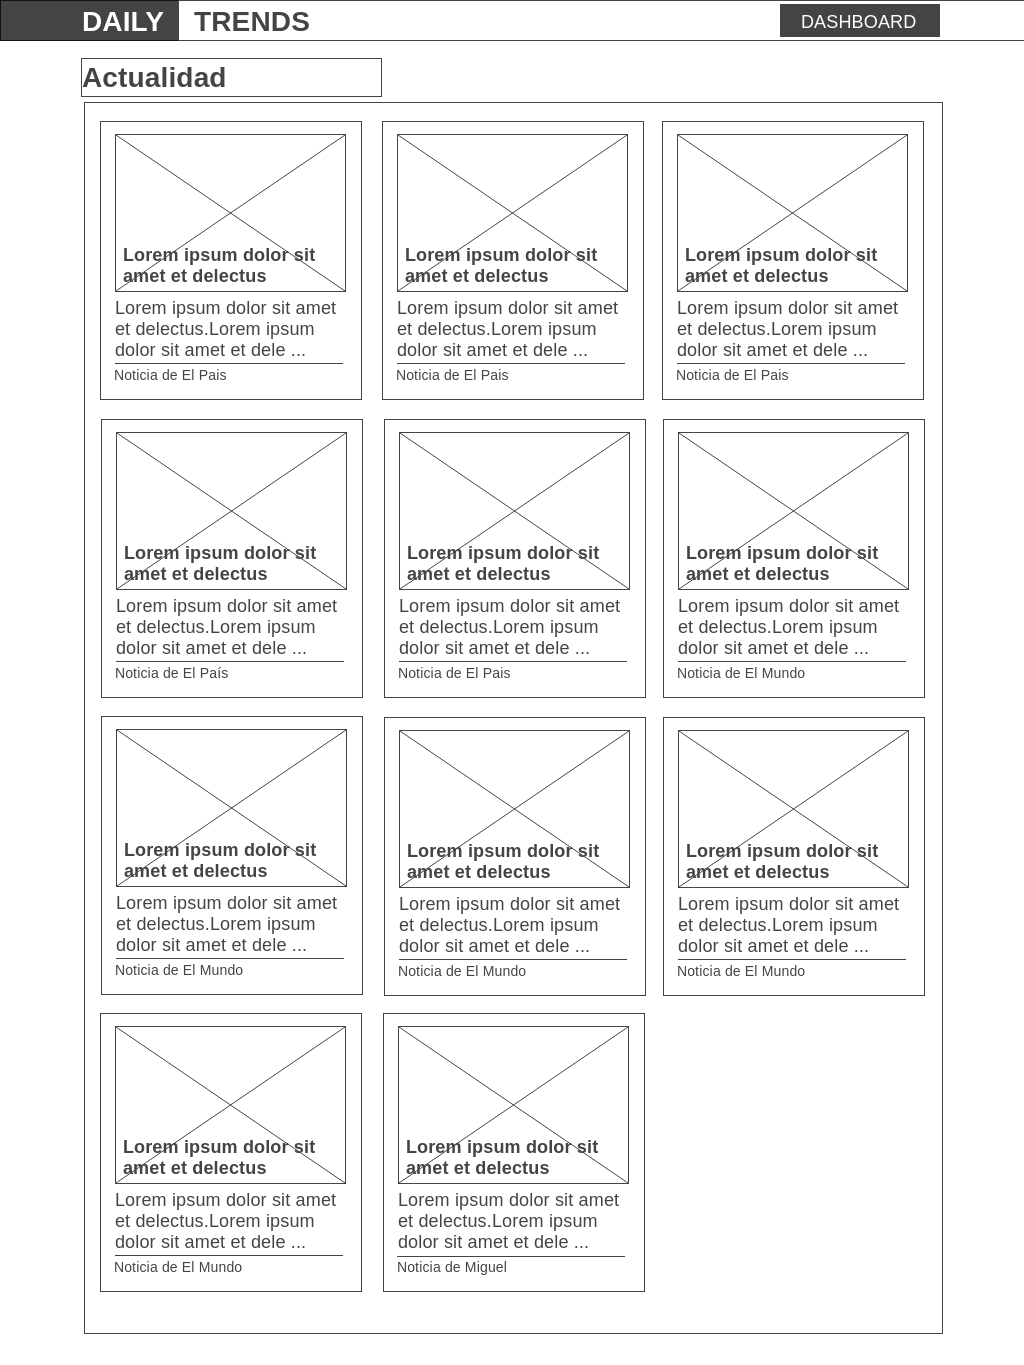 DAILY TRENDS DASHBOARD
Actualidad
Lorem ipsum dolor sit
amet et delectus
Lorem ipsum dolor sit amet
et delectus.Lorem ipsum
dolor sit amet et dele ...
Noticia de El Pais
Lorem ipsum dolor sit
amet et delectus
Lorem ipsum dolor sit amet
et delectus.Lorem ipsum
dolor sit amet et dele ...
Noticia de El Pais
Lorem ipsum dolor sit
amet et delectus
Lorem ipsum dolor sit amet
et delectus.Lorem ipsum
dolor sit amet et dele ...
Noticia de El Pais
Lorem ipsum dolor sit
amet et delectus
Lorem ipsum dolor sit amet
et delectus.Lorem ipsum
dolor sit amet et dele ...
Noticia de El País
Lorem ipsum dolor sit
amet et delectus
Lorem ipsum dolor sit amet
et delectus.Lorem ipsum
dolor sit amet et dele ...
Noticia de El Pais
Lorem ipsum dolor sit
amet et delectus
Lorem ipsum dolor sit amet
et delectus.Lorem ipsum
dolor sit amet et dele ...
Noticia de El Mundo
Lorem ipsum dolor sit
amet et delectus
Lorem ipsum dolor sit amet
et delectus.Lorem ipsum
dolor sit amet et dele ...
Noticia de El Mundo
Lorem ipsum dolor sit
amet et delectus
Lorem ipsum dolor sit amet
et delectus.Lorem ipsum
dolor sit amet et dele ...
Noticia de El Mundo
Lorem ipsum dolor sit
amet et delectus
Lorem ipsum dolor sit amet
et delectus.Lorem ipsum
dolor sit amet et dele ...
Noticia de El Mundo
Lorem ipsum dolor sit
amet et delectus
Lorem ipsum dolor sit amet
et delectus.Lorem ipsum
dolor sit amet et dele ...
Noticia de El Mundo
Lorem ipsum dolor sit
amet et delectus
Lorem ipsum dolor sit amet
et delectus.Lorem ipsum
dolor sit amet et dele ...
Noticia de Miguel